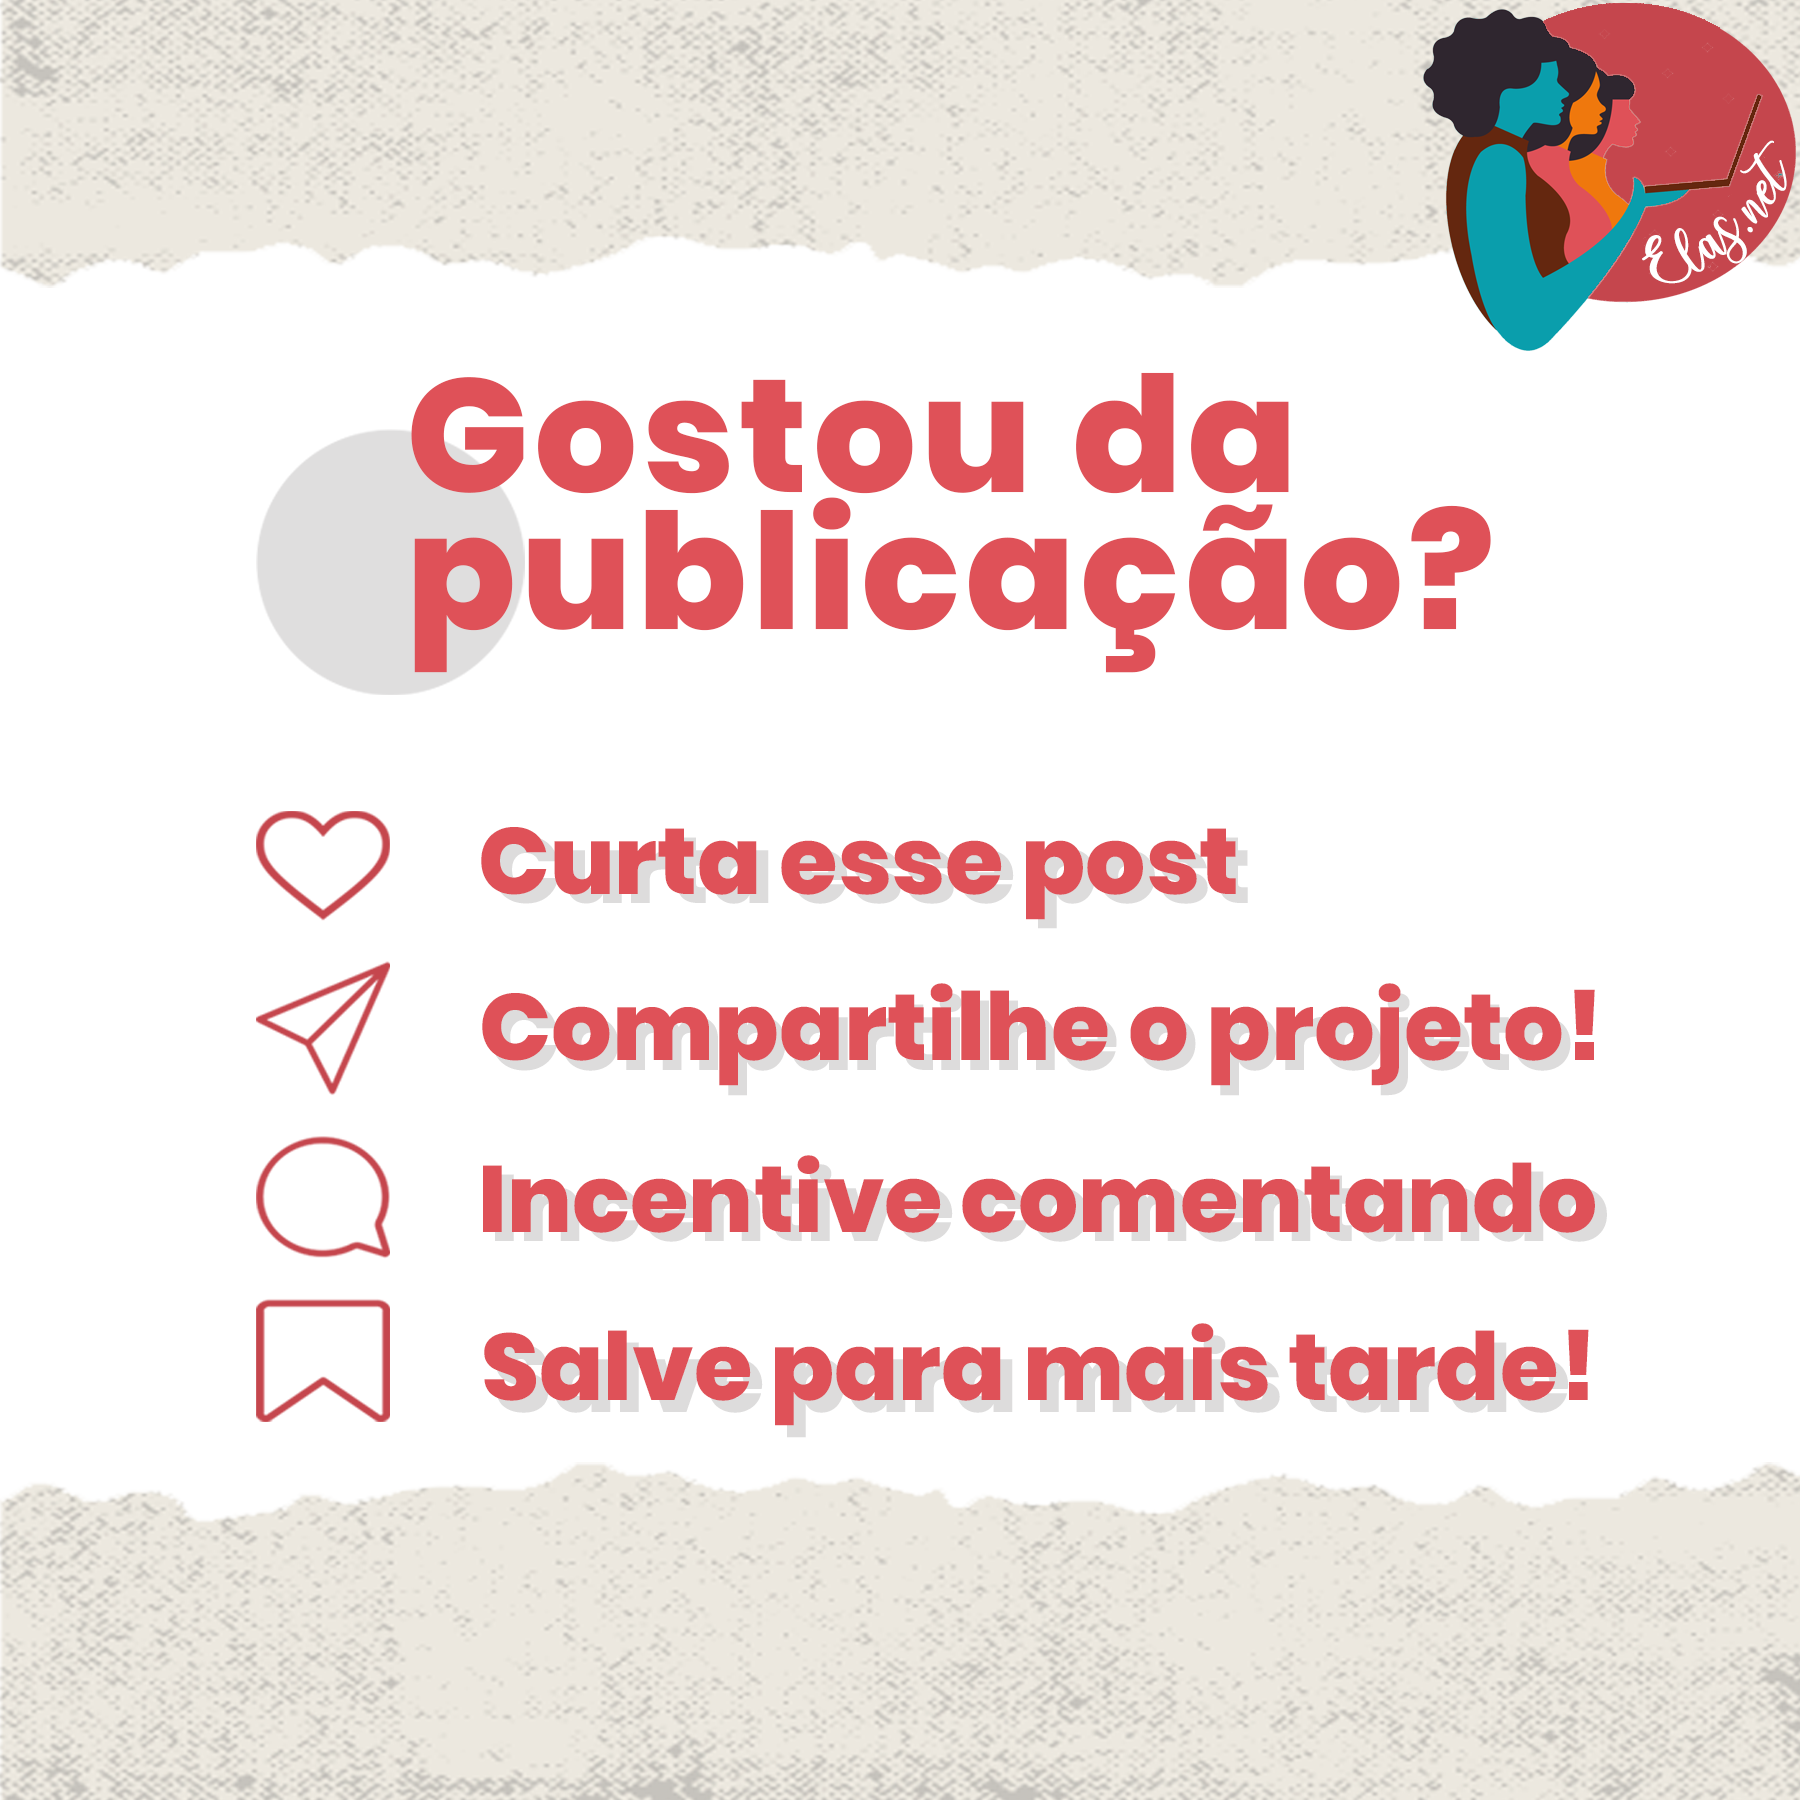 Elas.net
Gostou da
publicação?
Curta esse post
Compartilhe o projeto!
Incentive comentando
Salve para mais tarde!